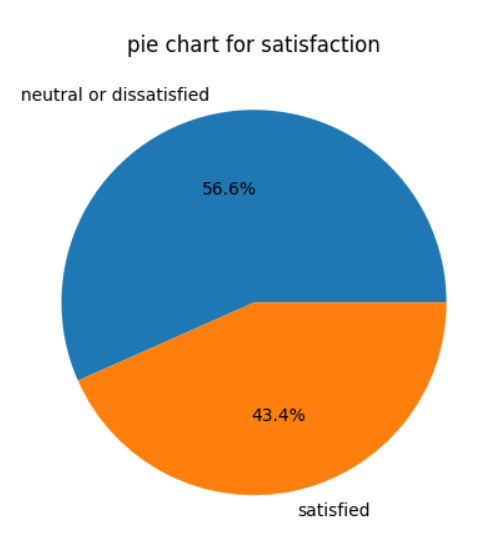 pie chart for satisfaction
neutral or dissatisfied
56.6%
43.4%
satisfied